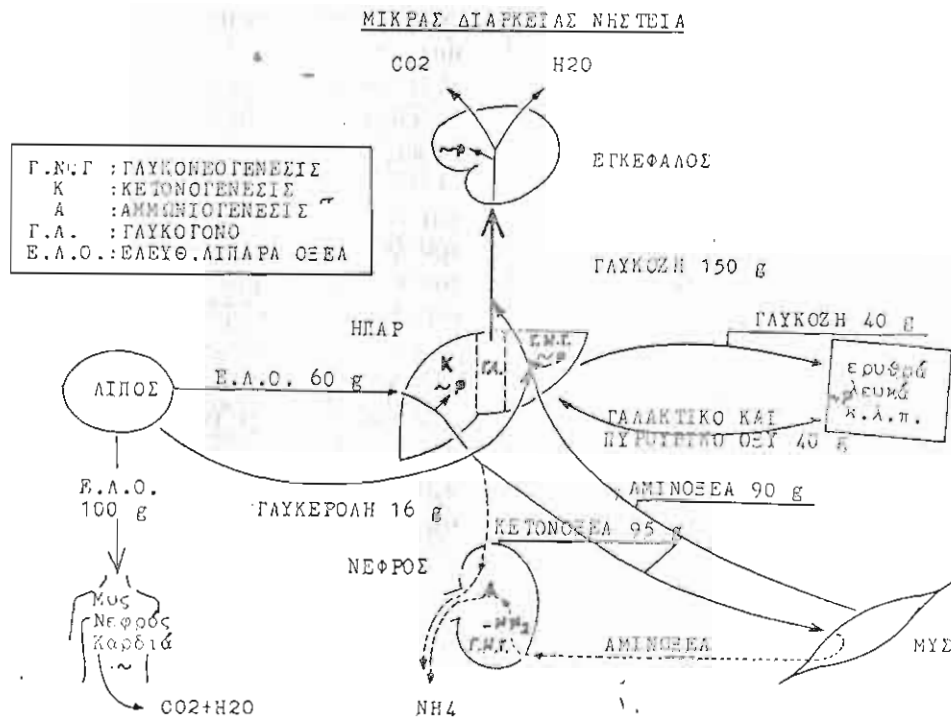 ΜΙΚΡΑΣ ΔΙΑΡΚΕΙΑΣ ΝΗΣΤΕΙΑ
CO2 H2O
~P
ΕΓΚΕΦΑΛΟΣ
Γ.Ν.Γ :ΓΛΥΚΟΝΕΟΓΕΝΕΣΙΣ
Κ :ΚΕΤΟΝΟΓΕΝΕΣΙΣ
Α :ΑΜΜΩΝΙΟΓΕΝΕΣΙΣ
Γ.Λ. :ΓΛΥΚΟΓΟΝΟ
Ε.Λ.Ο.:ΕΛΕΥΘ.ΛΙΠΑΡΑ ΟΞΕΑ
ΓΛΥΚΟΖΗ 150 g
ΗΠΑΡ
ΓΛΥΚΟΖΗ 40 g
Κ
~P
Γ.Λ.
Γ.Ν.Γ.
~P
ερυθρά
λευκά
κ.λ.π.
~P
ΛΙΠΟΣ
Ε.Λ.Ο. 60 g
ΓΑΛΑΚΤΙΚΟ ΚΑΙ
ΠΥΡΟΥΒΙΚΟ ΟΞΥ 40 g
Ε.Λ.Ο.
100 g
ΓΛΥΚΕΡΟΛΗ 16 g
ΑΜΙΝΟΞΕΑ 90 g
ΚΕΤΟΝΟΞΕΑ 95 g
ΝΕΦΡΟΣ
Α
Γ.Ν.Γ.
Μυς
Νεφρός
Καρδιά
~
ΑΜΙΝΟΞΕΑ
ΜΥΣ
CO2+H2O
NH4